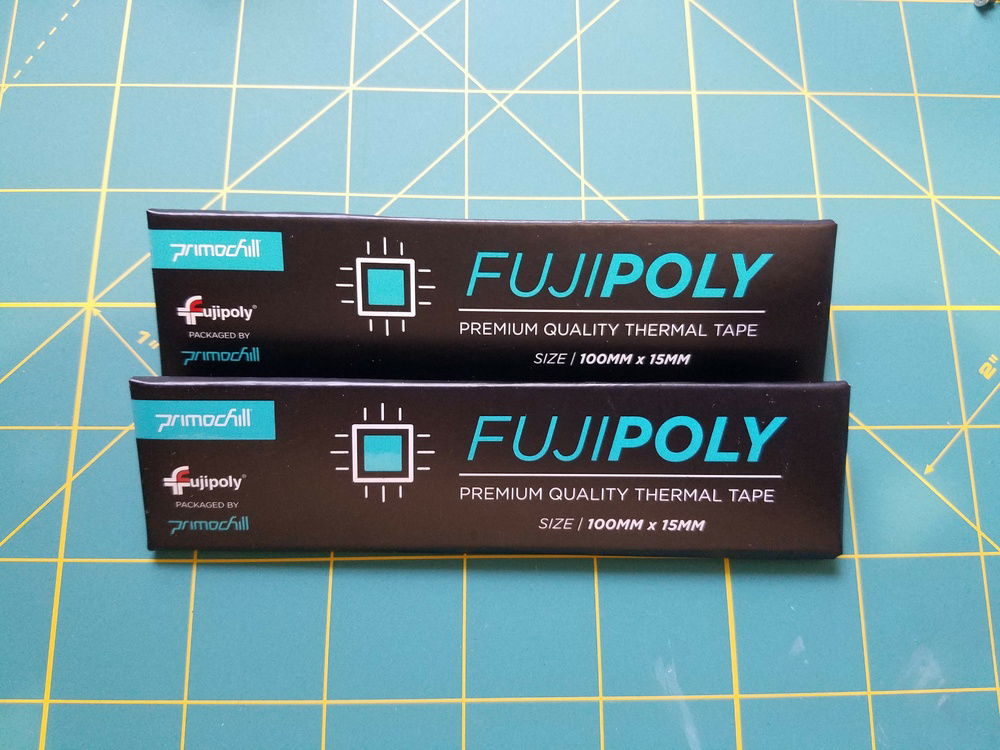 primochill
fujipoly®
PACKAGED BY
primochill
FUJIPOLY
PREMIUM QUALITY THERMAL TAPE
SIZE | 100MM x 15MM
primochill
fujipoly®
PACKAGED BY
primochill
FUJIPOLY
PREMIUM QUALITY THERMAL TAPE
SIZE | 100MM x 15MM
1"
2"